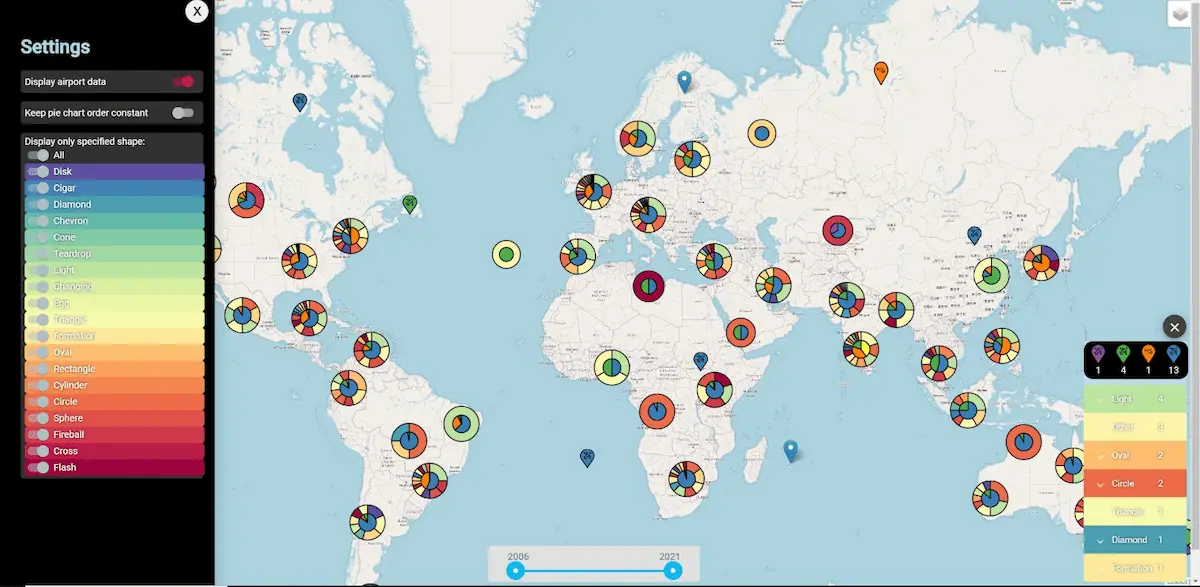 X
Settings
Display airport data
Keep pie chart order constant
Display only specified shape:
All
Disk
Cigar
Diamond
Chevron
Cone
Teardrop
Light
Changing
Egg
Triangle
Formation
Oval
Rectangle
Cylinder
Circle
Sphere
Fireball
Cross
Flash
2006 2021
1 4 1 13
Light 4
Other 3
Oval 2
Circle 2
Triangle 1
Diamond 1
Formation 1